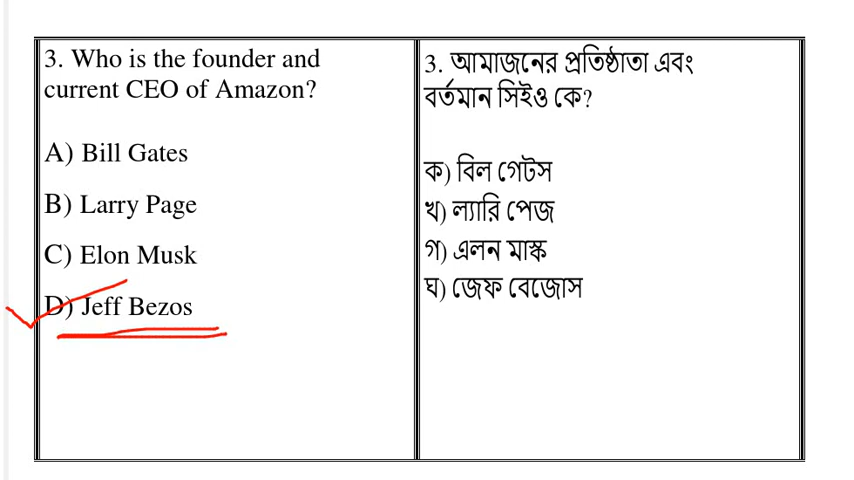 3. Who is the founder and
current CEO of Amazon?
A) Bill Gates
B) Larry Page
C) Elon Musk
D) Jeff Bezos
3. আমাজনের প্রতিষ্ঠাতা এবং
বর্তমান সিইও কে?
ক) বিল গেটস
খ) ল্যারি পেজ
গ) এলন মাস্ক
ঘ) জেফ বেজোস